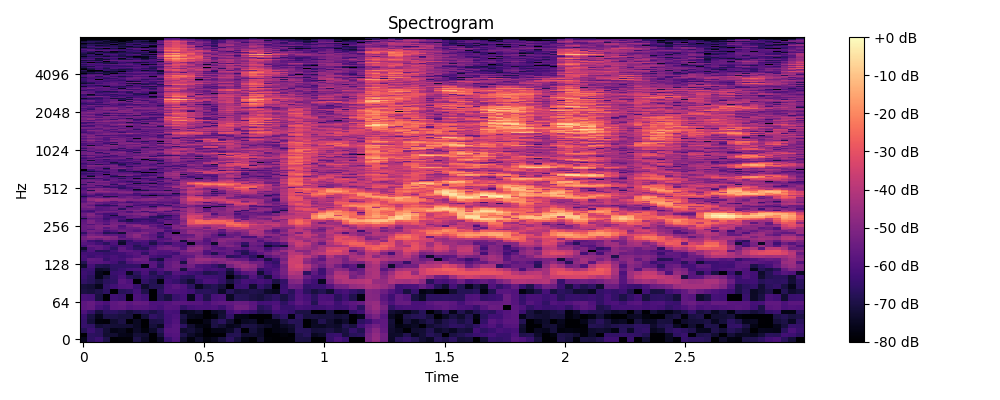 Spectrogram
+0 dB
4096
-10 dB
2048
-20 dB
1024
-30 dB
512
-40 dB
Hz
256
-50 dB
128
-60 dB
64
-70 dB
0
-80 dB
0 0.5 1 1.5 2 2.5
Time